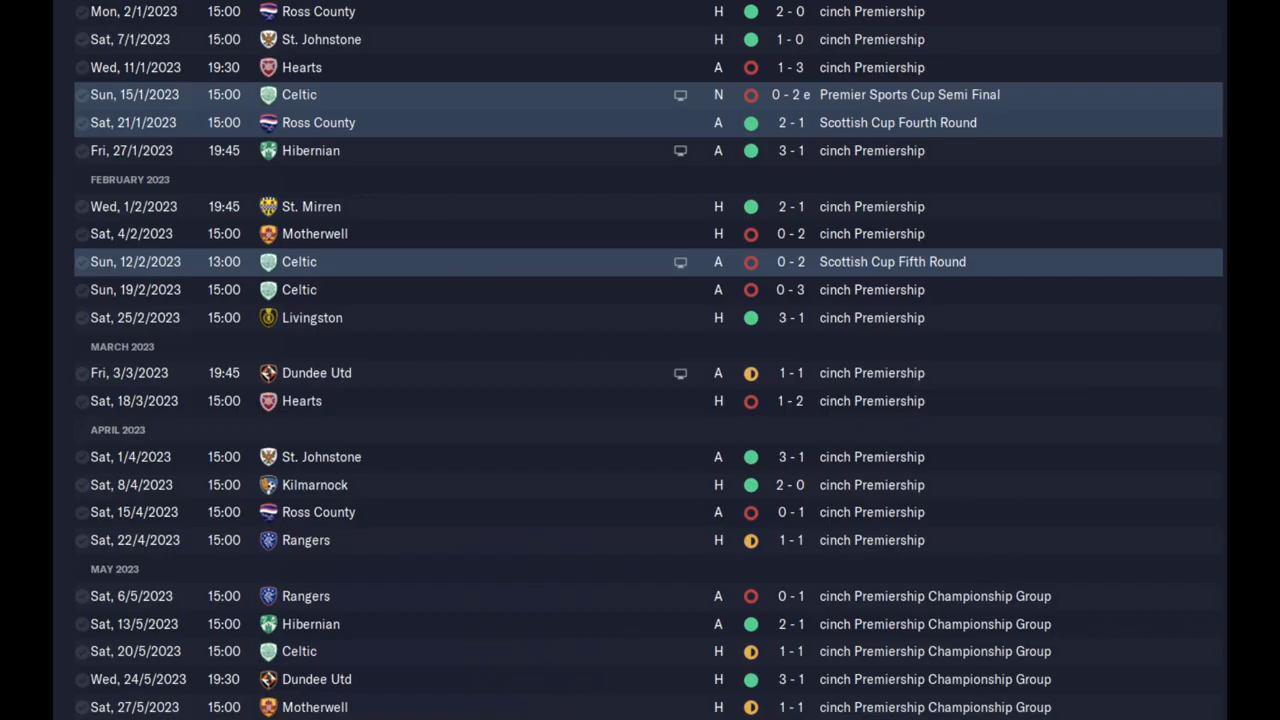 Mon, 2/1/2023 15:00 Ross County H 2 - 0 cinch Premiership
Sat, 7/1/2023 15:00 St. Johnstone H 1 - 0 cinch Premiership
Wed, 11/1/2023 19:30 Hearts A 1 - 3 cinch Premiership
Sun, 15/1/2023 15:00 Celtic N 0 - 2 e Premier Sports Cup Semi Final
Sat, 21/1/2023 15:00 Ross County A 2 - 1 Scottish Cup Fourth Round
Fri, 27/1/2023 19:45 Hibernian A 3 - 1 cinch Premiership
FEBRUARY 2023
Wed, 1/2/2023 19:45 St. Mirren H 2 - 1 cinch Premiership
Sat, 4/2/2023 15:00 Motherwell H 0 - 2 cinch Premiership
Sun, 12/2/2023 13:00 Celtic A 0 - 2 Scottish Cup Fifth Round
Sun, 19/2/2023 15:00 Celtic A 0 - 3 cinch Premiership
Sat, 25/2/2023 15:00 Livingston H 3 - 1 cinch Premiership
MARCH 2023
Fri, 3/3/2023 19:45 Dundee Utd A 1 - 1 cinch Premiership
Sat, 18/3/2023 15:00 Hearts H 1 - 2 cinch Premiership
APRIL 2023
Sat, 1/4/2023 15:00 St. Johnstone A 3 - 1 cinch Premiership
Sat, 8/4/2023 15:00 Kilmarnock H 2 - 0 cinch Premiership
Sat, 15/4/2023 15:00 Ross County A 0 - 1 cinch Premiership
Sat, 22/4/2023 15:00 Rangers H 1 - 1 cinch Premiership
MAY 2023
Sat, 6/5/2023 15:00 Rangers A 0 - 1 cinch Premiership Championship Group
Sat, 13/5/2023 15:00 Hibernian A 2 - 1 cinch Premiership Championship Group
Sat, 20/5/2023 15:00 Celtic H 1 - 1 cinch Premiership Championship Group
Wed, 24/5/2023 19:30 Dundee Utd H 3 - 1 cinch Premiership Championship Group
Sat, 27/5/2023 15:00 Motherwell H 1 - 1 cinch Premiership Championship Group